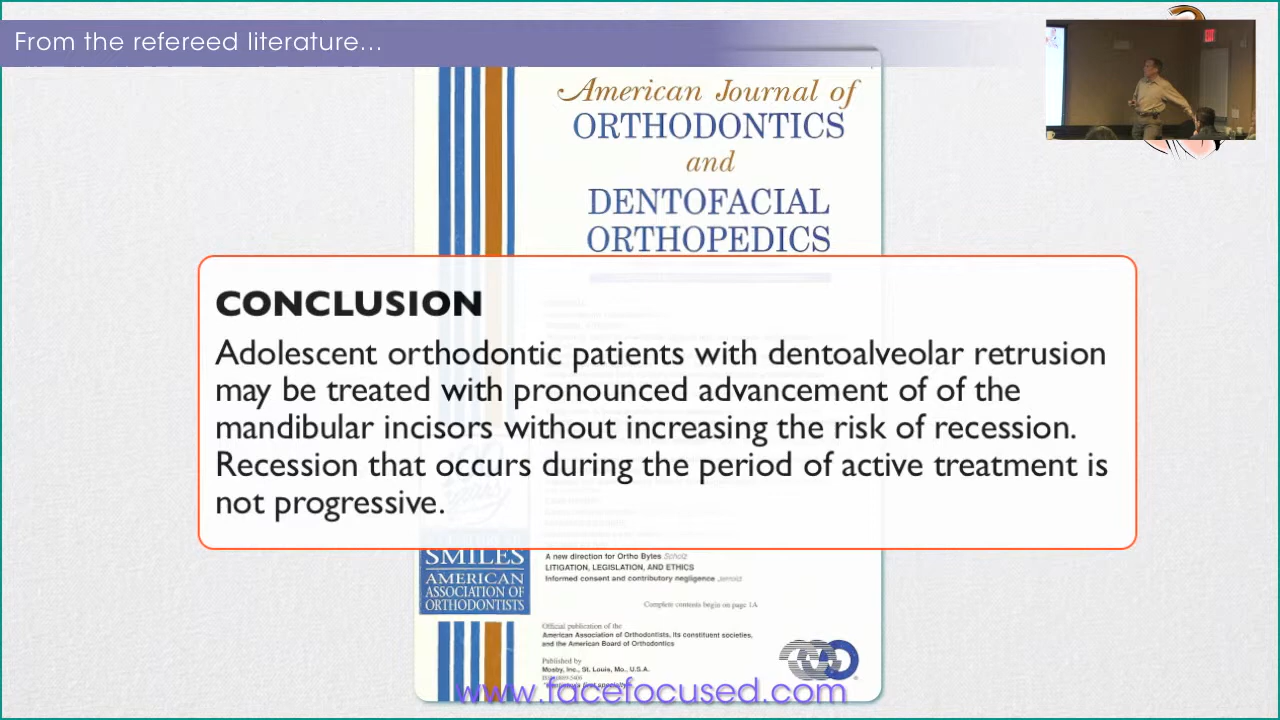 From the refereed literature...
American Journal of
ORTHODONTICS
and
DENTOFACIAL
ORTHOPEDICS
CONCLUSION
Adolescent orthodontic patients with dentoalveolar retrusion
may be treated with pronounced advancement of of the
mandibular incisors without increasing the risk of recession.
Recession that occurs during the period of active treatment is
not progressive.
SMILES
AMERICAN
ASSOCIATION OF
ORTHODONTISTS
A new direction for Ortho Bytes Scholz
LITIGATION, LEGISLATION, AND ETHICS
Informed consent and contributory negligence Jerrold
Complete contents begin on page 1A
Official publication of the
American Association of Orthodontists, its constituent societies,
and the American Board of Orthodontics
Published by
Mosby, Inc., St. Louis, Mo., U.S.A.
www.facefocused.com